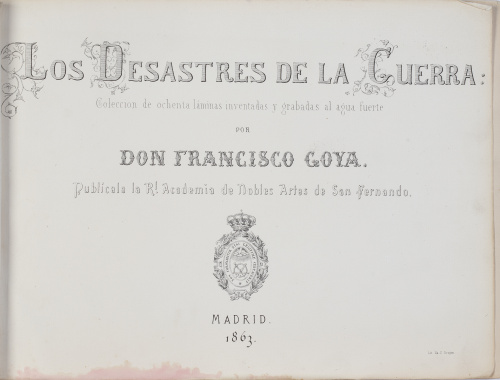 LOS DESASTRES DE LA GUERRA:
Coleccion de ochenta láminas inventadas y grabadas al agua fuerte
POR
DON FRANCISCO GOYA.
Publícala la Rl. Academia de Nobles Artes de San Fernando.
MADRID.
1863.